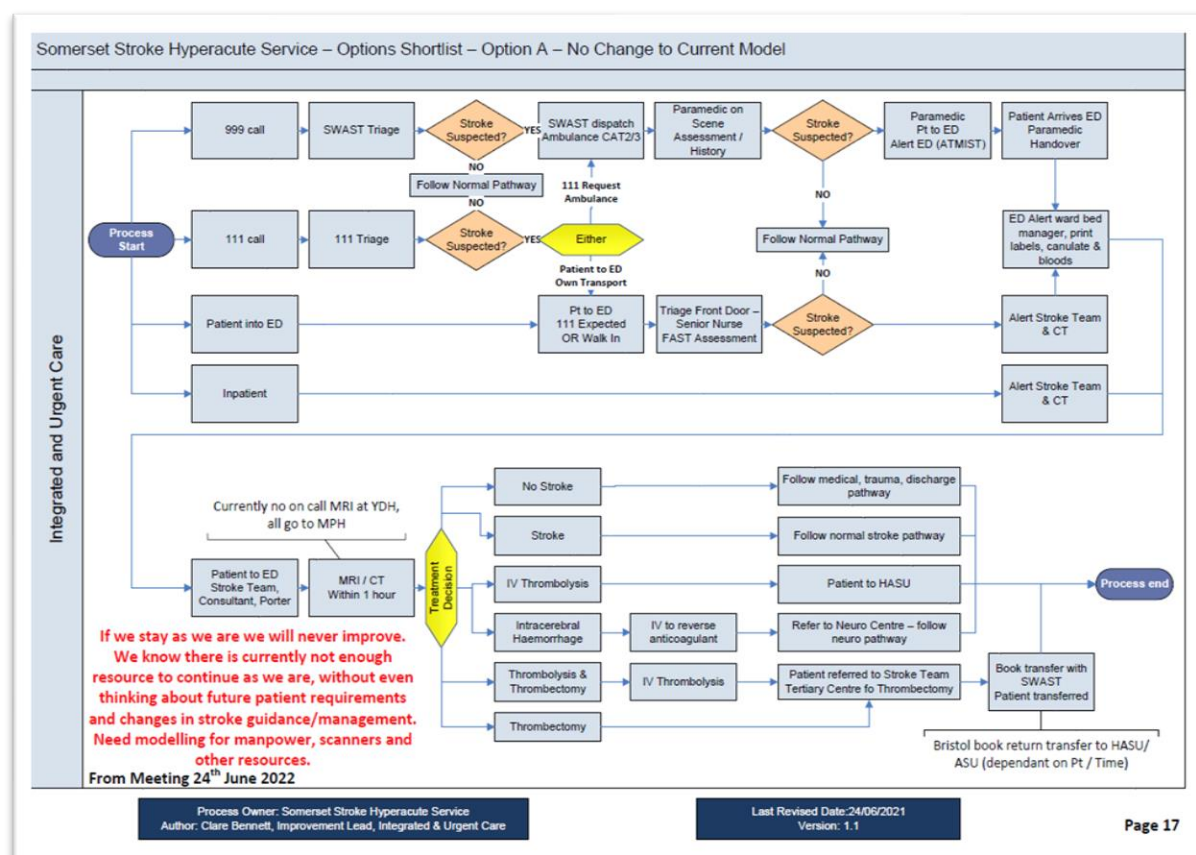 Somerset Stroke Hyperacute Service – Options Shortlist – Option A – No Change to Current Model
Integrated and Urgent Care
Process
Start
999 call
SWAST Triage
Stroke
Suspected?
YES
NO
SWAST dispatch
Ambulance CAT2/3
Paramedic on
Scene
Assessment /
History
Stroke
Suspected?
NO
Paramedic
Pt to ED
Alert ED (ATMIST)
Patient Arrives ED
Paramedic
Handover
Follow Normal Pathway
111 Request
Ambulance
111 call
111 Triage
NO
Stroke
Suspected?
YES
Either
Follow Normal Pathway
ED Alert ward bed
manager, print
labels, canulate &
bloods
Patient to ED
Own Transport
Patient into ED
Pt to ED
111 Expected
OR Walk In
Triage Front Door –
Senior Nurse
FAST Assessment
NO
Stroke
Suspected?
Alert Stroke Team
& CT
Inpatient
Alert Stroke Team
& CT
Currently no on call MRI at YDH,
all go to MPH
Patient to ED
Stroke Team,
Consultant, Porter
MRI / CT
Within 1 hour
Treatment
Decision
No Stroke
Follow medical, trauma, discharge
pathway
Stroke
Follow normal stroke pathway
IV Thrombolysis
Patient to HASU
Process end
Intracerebral
Haemorrhage
IV to reverse
anticoagulant
Refer to Neuro Centre – follow
neuro pathway
Thrombolysis &
Thrombectomy
IV Thrombolysis
Patient referred to Stroke Team
Tertiary Centre fo Thrombectomy
Book transfer with
SWAST
Patient transferred
Thrombectomy
Bristol book return transfer to HASU/
ASU (dependant on Pt / Time)
If we stay as we are we will never improve.
We know there is currently not enough
resource to continue as we are, without even
thinking about future patient requirements
and changes in stroke guidance/management.
Need modelling for manpower, scanners and
other resources.
From Meeting 24th June 2022
Process Owner: Somerset Stroke Hyperacute Service
Author: Clare Bennett, Improvement Lead, Integrated & Urgent Care
Last Revised Date:24/06/2021
Version: 1.1
Page 17